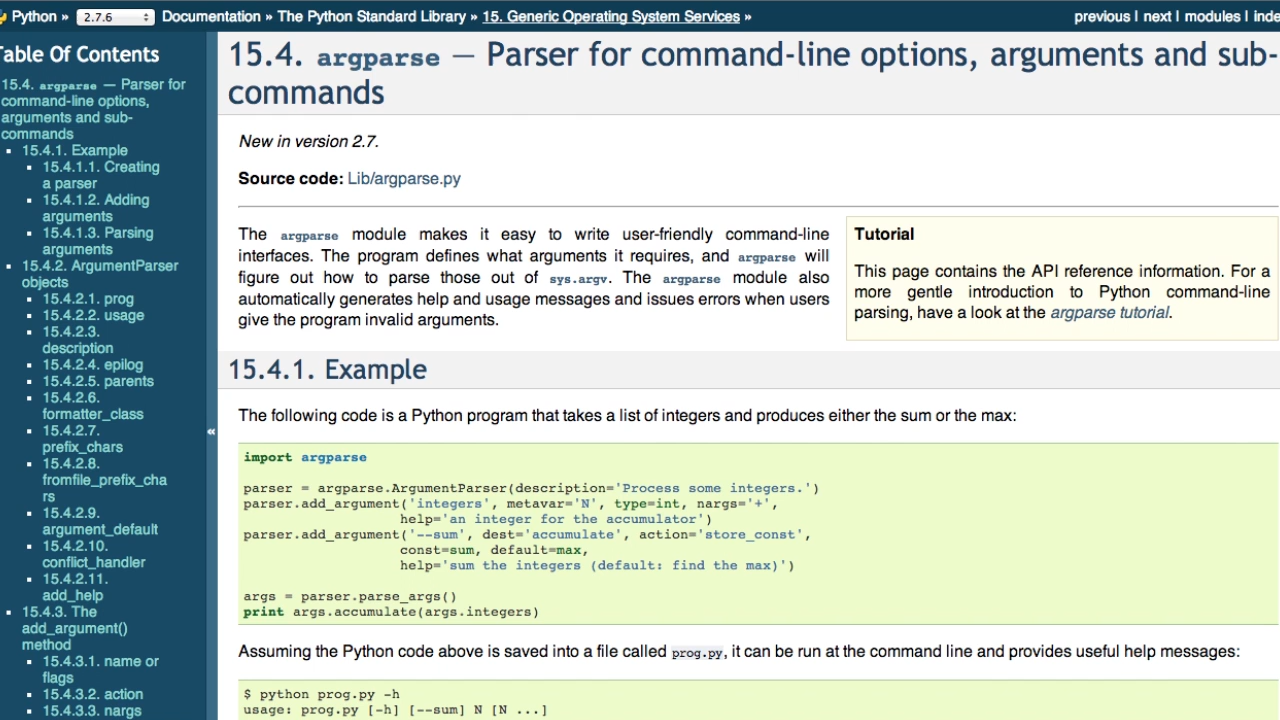 Python » 2.7.6 Documentation » The Python Standard Library » 15. Generic Operating System Services » previous | next | modules |
Table Of Contents
15.4. argparse — Parser for
command-line options,
arguments and sub-
commands
▪ 15.4.1. Example
▪ 15.4.1.1. Creating
a parser
▪ 15.4.1.2. Adding
arguments
▪ 15.4.1.3. Parsing
arguments
▪ 15.4.2. ArgumentParser
objects
▪ 15.4.2.1. prog
▪ 15.4.2.2. usage
▪ 15.4.2.3.
description
▪ 15.4.2.4. epilog
▪ 15.4.2.5. parents
▪ 15.4.2.6.
formatter_class
▪ 15.4.2.7.
prefix_chars
▪ 15.4.2.8.
fromfile_prefix_cha
rs
▪ 15.4.2.9.
argument_default
▪ 15.4.2.10.
conflict_handler
▪ 15.4.2.11.
add_help
▪ 15.4.3. The
add_argument()
method
▪ 15.4.3.1. name or
flags
▪ 15.4.3.2. action
▪ 15.4.3.3. nargs
«
15.4. argparse — Parser for command-line options, arguments and sub-
commands
New in version 2.7.
Source code: Lib/argparse.py
The argparse module makes it easy to write user-friendly command-line
interfaces. The program defines what arguments it requires, and argparse will
figure out how to parse those out of sys.argv. The argparse module also
automatically generates help and usage messages and issues errors when users
give the program invalid arguments.
Tutorial
This page contains the API reference information. For a
more gentle introduction to Python command-line
parsing, have a look at the argparse tutorial.
15.4.1. Example
The following code is a Python program that takes a list of integers and produces either the sum or the max:
import argparse
parser = argparse.ArgumentParser(description='Process some integers.')
parser.add_argument('integers', metavar='N', type=int, nargs='+',
help='an integer for the accumulator')
parser.add_argument('--sum', dest='accumulate', action='store_const',
const=sum, default=max,
help='sum the integers (default: find the max)')
args = parser.parse_args()
print args.accumulate(args.integers)
Assuming the Python code above is saved into a file called prog.py, it can be run at the command line and provides useful help messages:
$ python prog.py -h
usage: prog.py [-h] [--sum] N [N ...]